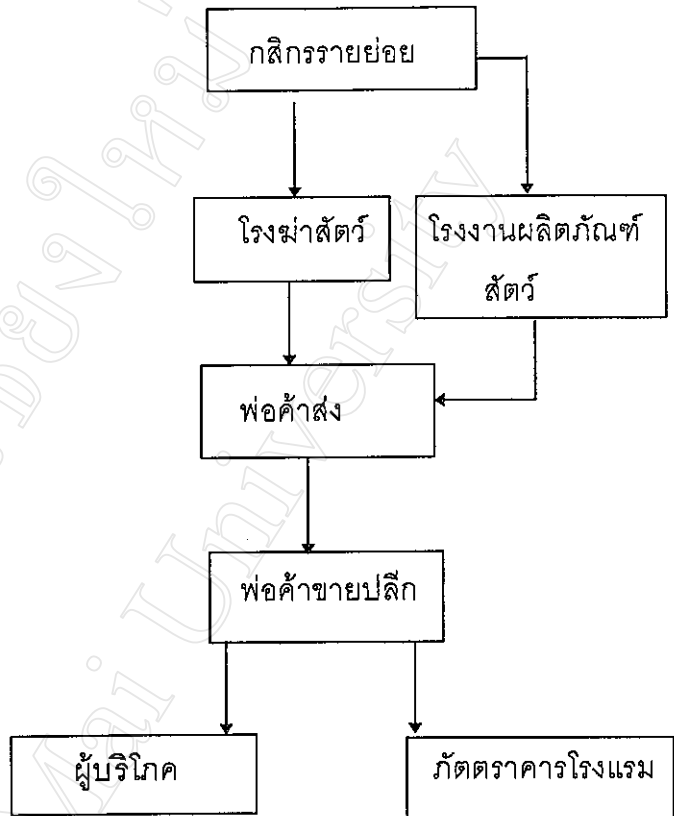 กสิกรรายย่อย
โรงฆ่าสัตว์
โรงงานผลิตภัณฑ์
สัตว์
พ่อค้าส่ง
พ่อค้าขายปลีก
ผู้บริโภค
ภัตตราคารโรงแรม
Mai University